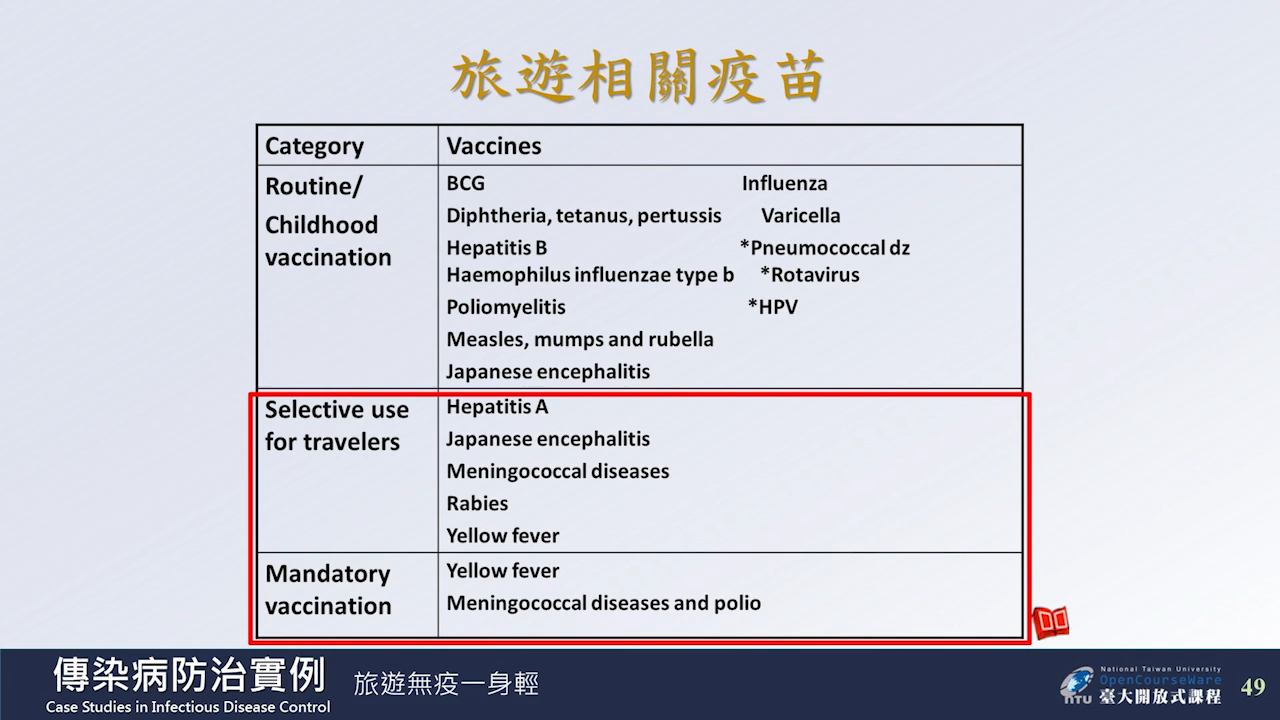 旅遊相關疫苗
Category Vaccines
Routine/
Childhood
vaccination
BCG Influenza
Diphtheria, tetanus, pertussis Varicella
Hepatitis B *Pneumococcal dz
Haemophilus influenzae type b *Rotavirus
Poliomyelitis *HPV
Measles, mumps and rubella
Japanese encephalitis
Selective use
for travelers
Hepatitis A
Japanese encephalitis
Meningococcal diseases
Rabies
Yellow fever
Mandatory
vaccination
Yellow fever
Meningococcal diseases and polio
傳染病防治實例
Case Studies in Infectious Disease Control
旅遊無疫一身輕
NTU
National Taiwan University
OpenCourseWare
臺大開放式課程
49